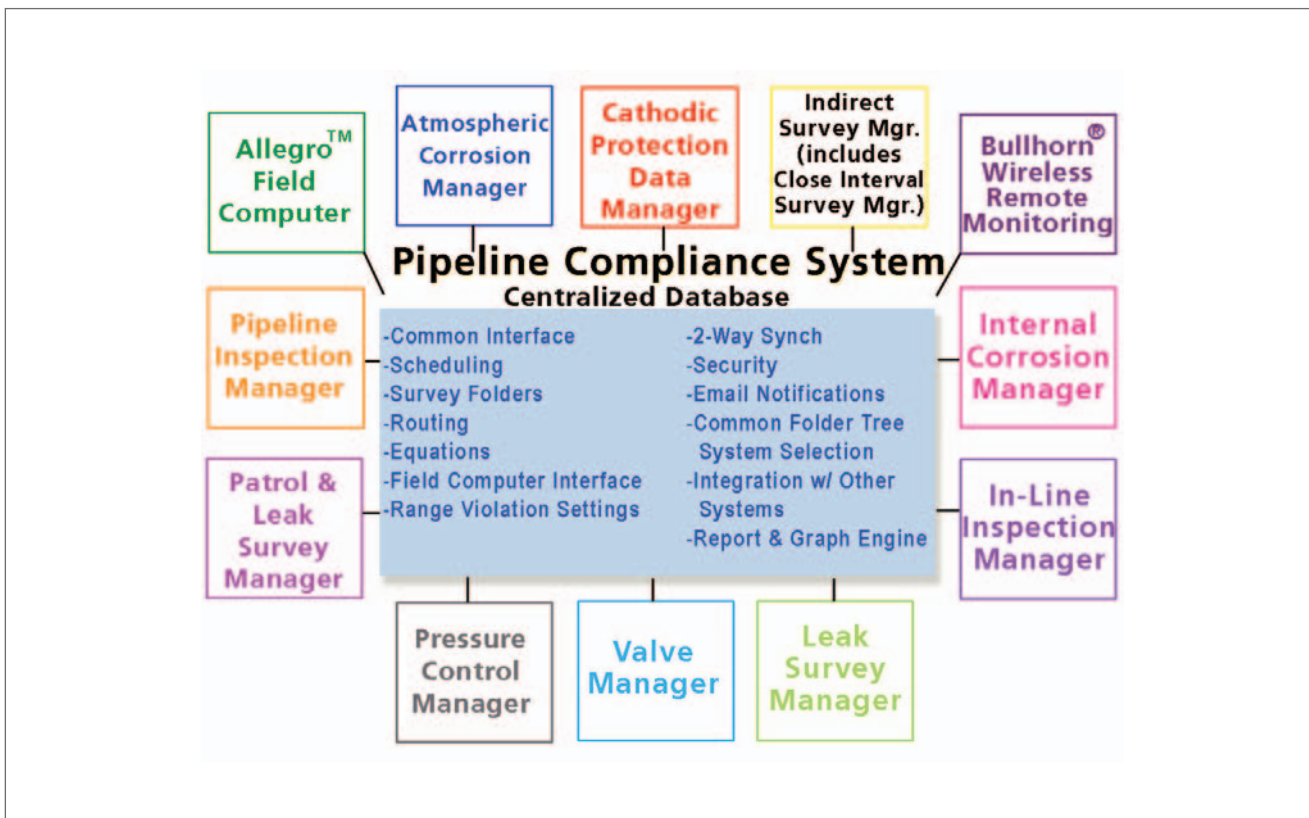 Allegro™
Field
Computer
Atmospheric
Corrosion
Manager
Cathodic
Protection
Data
Manager
Indirect
Survey Mgr.
(includes
Close Interval
Survey Mgr.)
Bullhorn®
Wireless
Remote
Monitoring
Pipeline Compliance System
Centralized Database
Pipeline
Inspection
Manager
-Common Interface
-Scheduling
-Survey Folders
-Routing
-Equations
-Field Computer Interface
-Range Violation Settings
-2-Way Synch
-Security
-Email Notifications
-Common Folder Tree
System Selection
-Integration w/ Other
Systems
-Report & Graph Engine
Internal
Corrosion
Manager
Patrol &
Leak
Survey
Manager
In-Line
Inspection
Manager
Pressure
Control
Manager
Valve
Manager
Leak
Survey
Manager